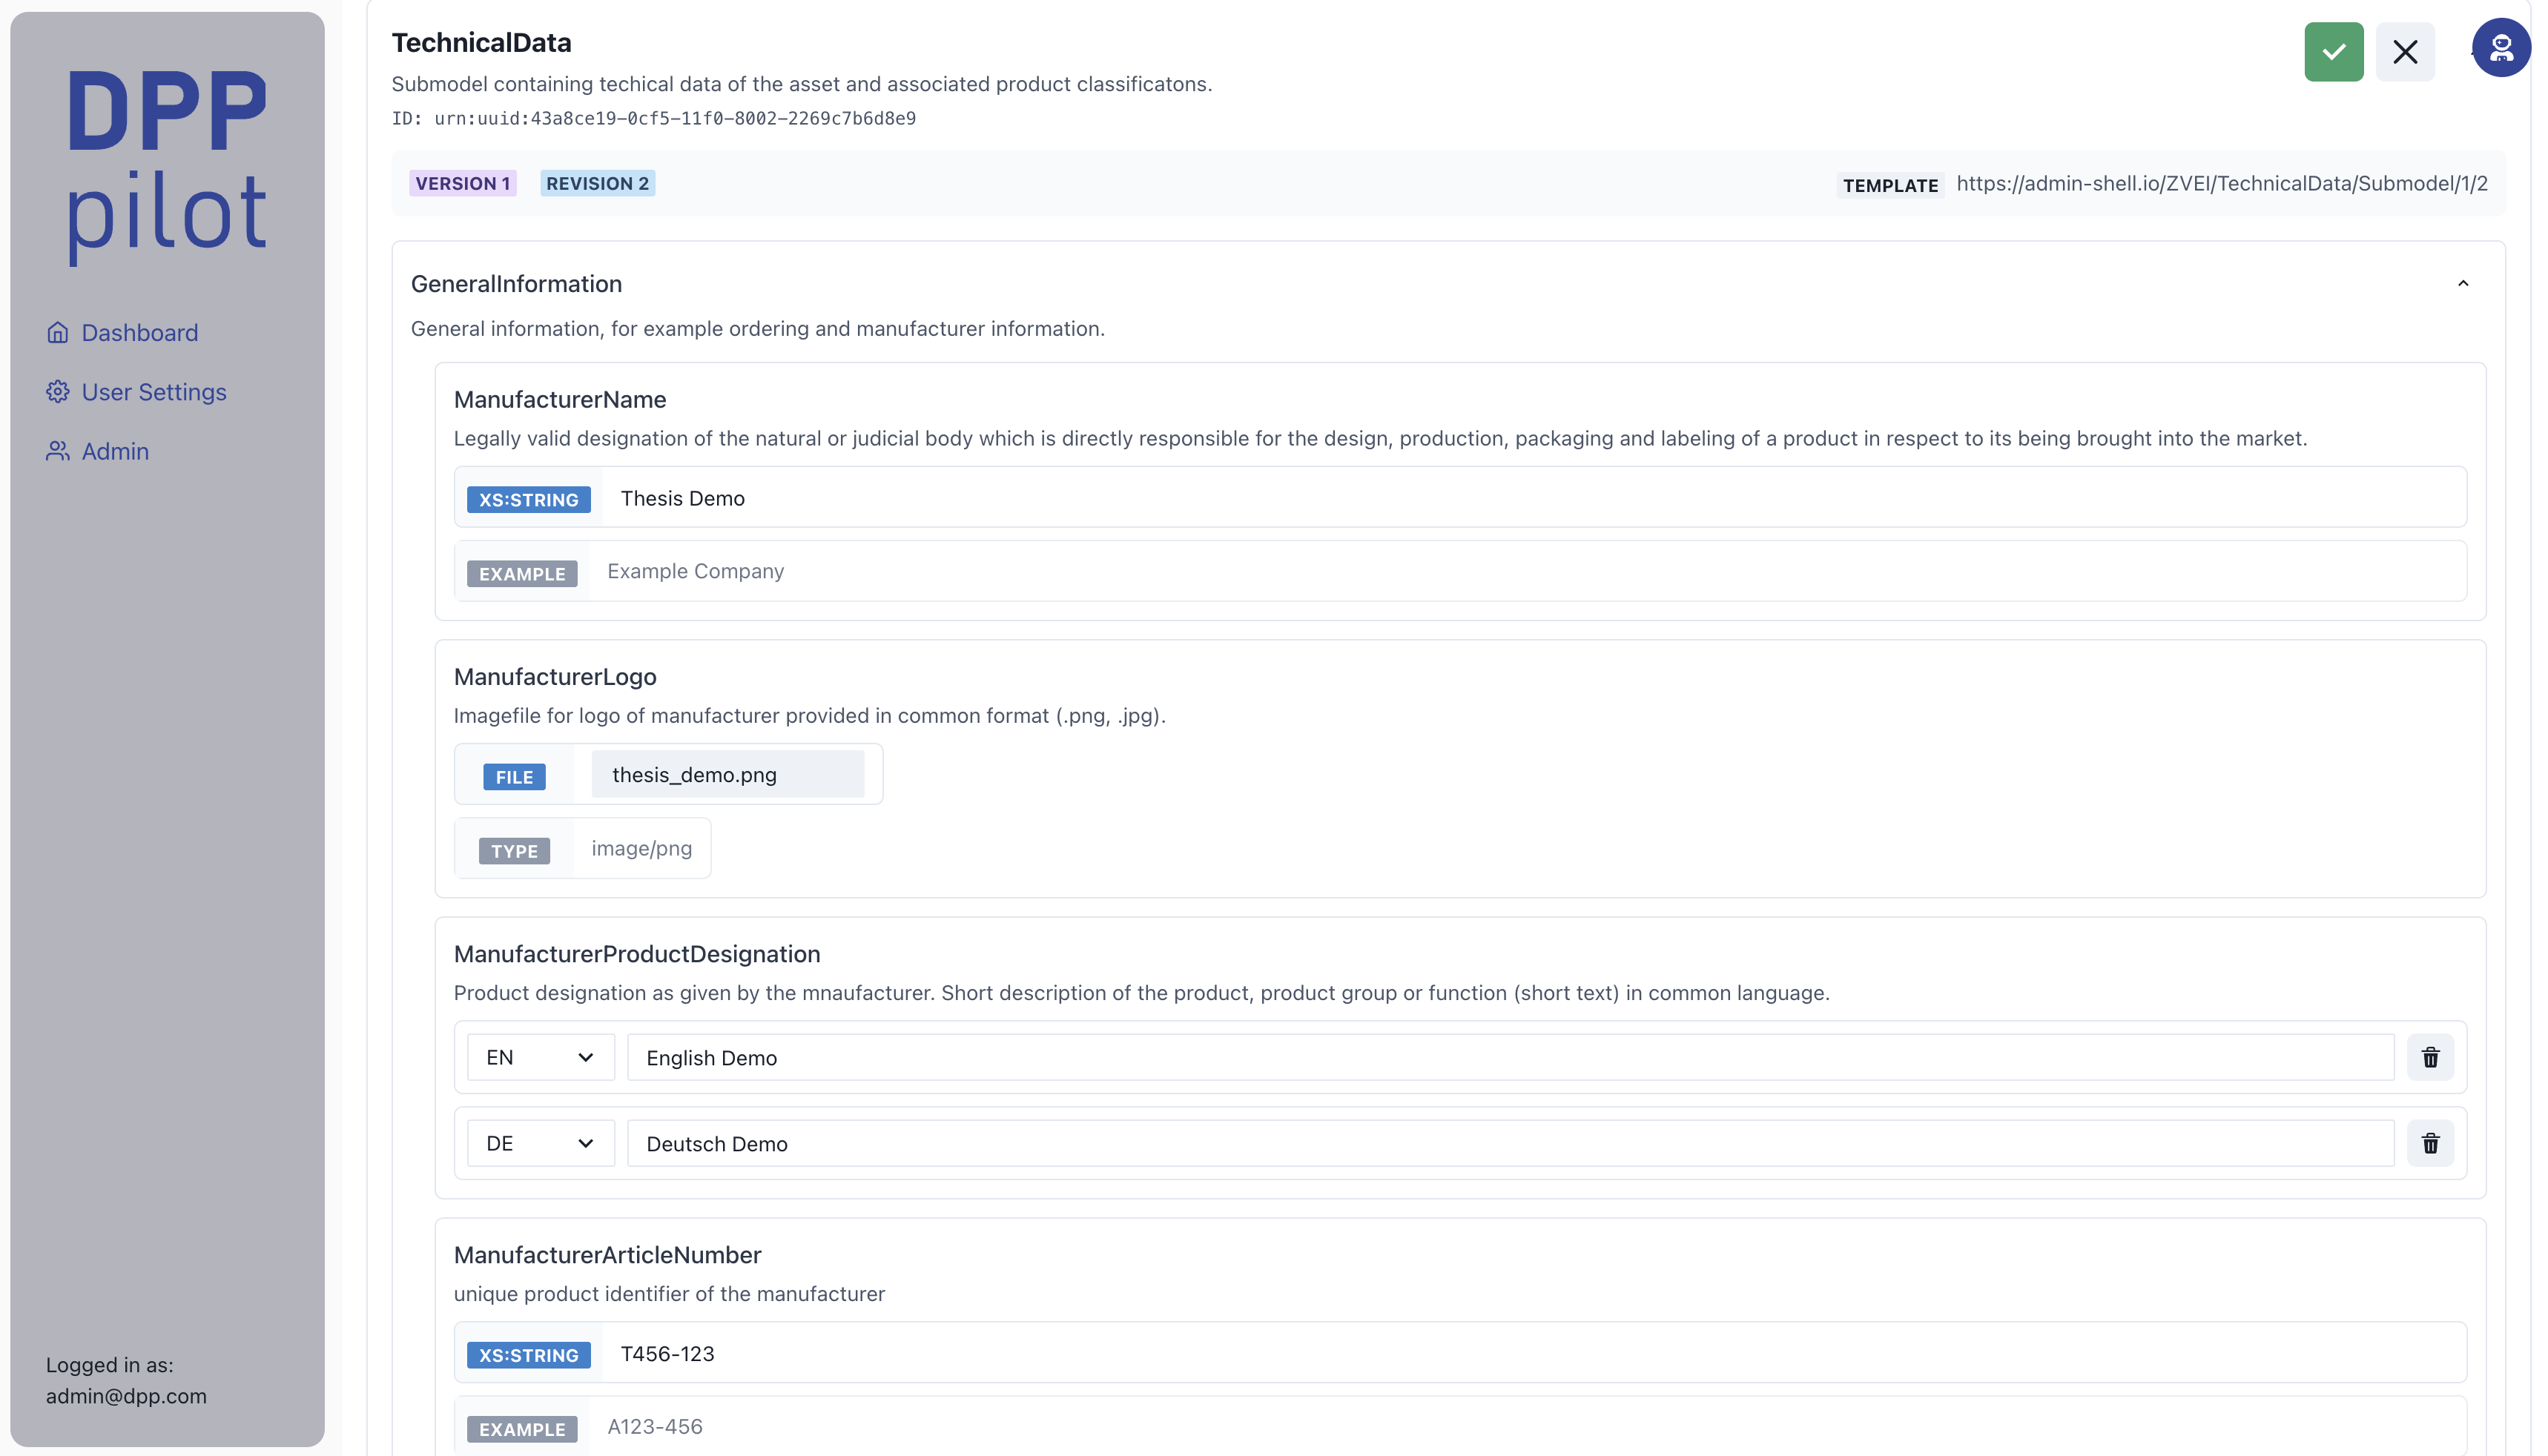 DPP
pilot
Dashboard
User Settings
Admin
Logged in as:
admin@dpp.com
TechnicalData
Submodel containing techical data of the asset and associated product classificatons.
ID: urn:uuid:43a8ce19-0cf5-11f0-8002-2269c7b6d8e9
VERSION 1 REVISION 2 TEMPLATE https://admin-shell.io/ZVEI/TechnicalData/Submodel/1/2
GeneralInformation
General information, for example ordering and manufacturer information.
ManufacturerName
Legally valid designation of the natural or judicial body which is directly responsible for the design, production, packaging and labeling of a product in respect to its being brought into the market.
XS:STRING Thesis Demo
EXAMPLE Example Company
ManufacturerLogo
Imagefile for logo of manufacturer provided in common format (.png, .jpg).
FILE thesis_demo.png
TYPE image/png
ManufacturerProductDesignation
Product designation as given by the mnaufacturer. Short description of the product, product group or function (short text) in common language.
EN English Demo
DE Deutsch Demo
ManufacturerArticleNumber
unique product identifier of the manufacturer
XS:STRING T456-123
EXAMPLE A123-456